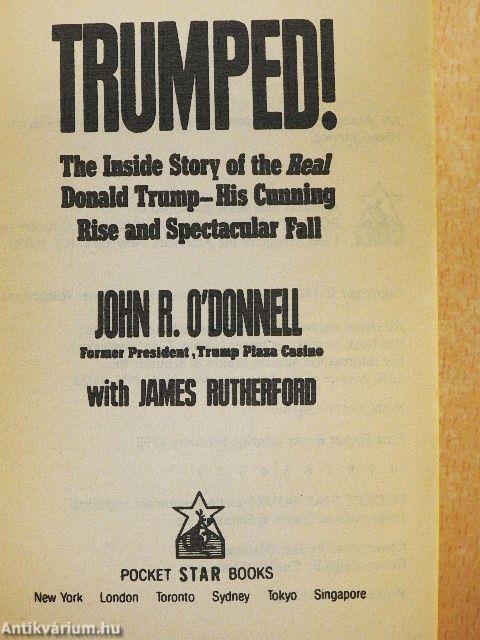 TRUMPED!
The Inside Story of the Real
Donald Trump—His Cunning
Rise and Spectacular Fall
JOHN R. O'DONNELL
Former President, Trump Plaza Casino
with JAMES RUTHERFORD
POCKET STAR BOOKS
New York London Toronto Sydney Tokyo Singapore
Antikvárium.hu